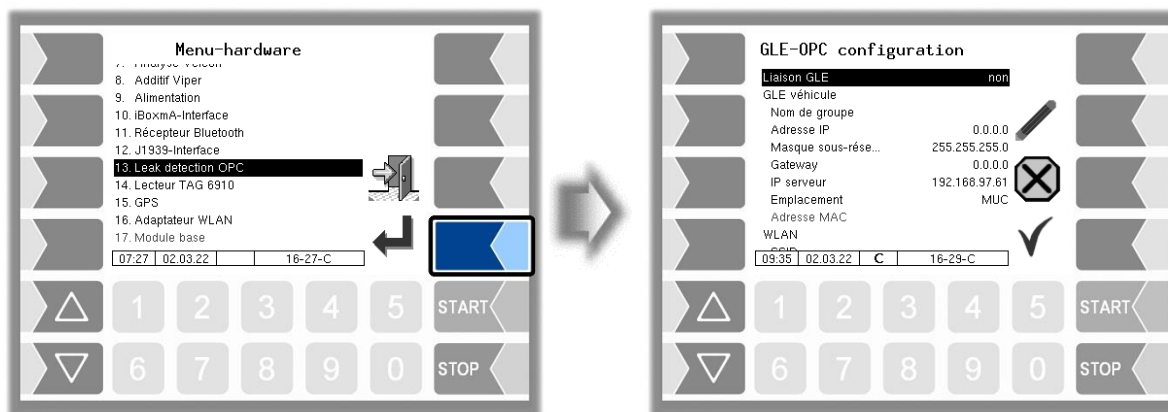 Menu-hardware
8. Additif Viper
9. Alimentation
10. iBoxmA-Interface
11. Récepteur Bluetooth
12. J1939-Interface
13. Leak detection OPC
14. Lecteur TAG 6910
15. GPS
16. Adaptateur WLAN
17. Module base
07:27 02.03.22 16-27-C
1 2 3 4 5 START
6 7 8 9 0 STOP
GLE-OPC configuration
Liaison GLE non
GLE véhicule
Nom de groupe
Adresse IP 0.0.0.0
Masque sous-rése... 255.255.255.0
Gateway 0.0.0.0
IP serveur 192.168.97.61
Emplacement MUC
Adresse MAC
WLAN
09:35 02.03.22 C 16-29-C
1 2 3 4 5 START
6 7 8 9 0 STOP